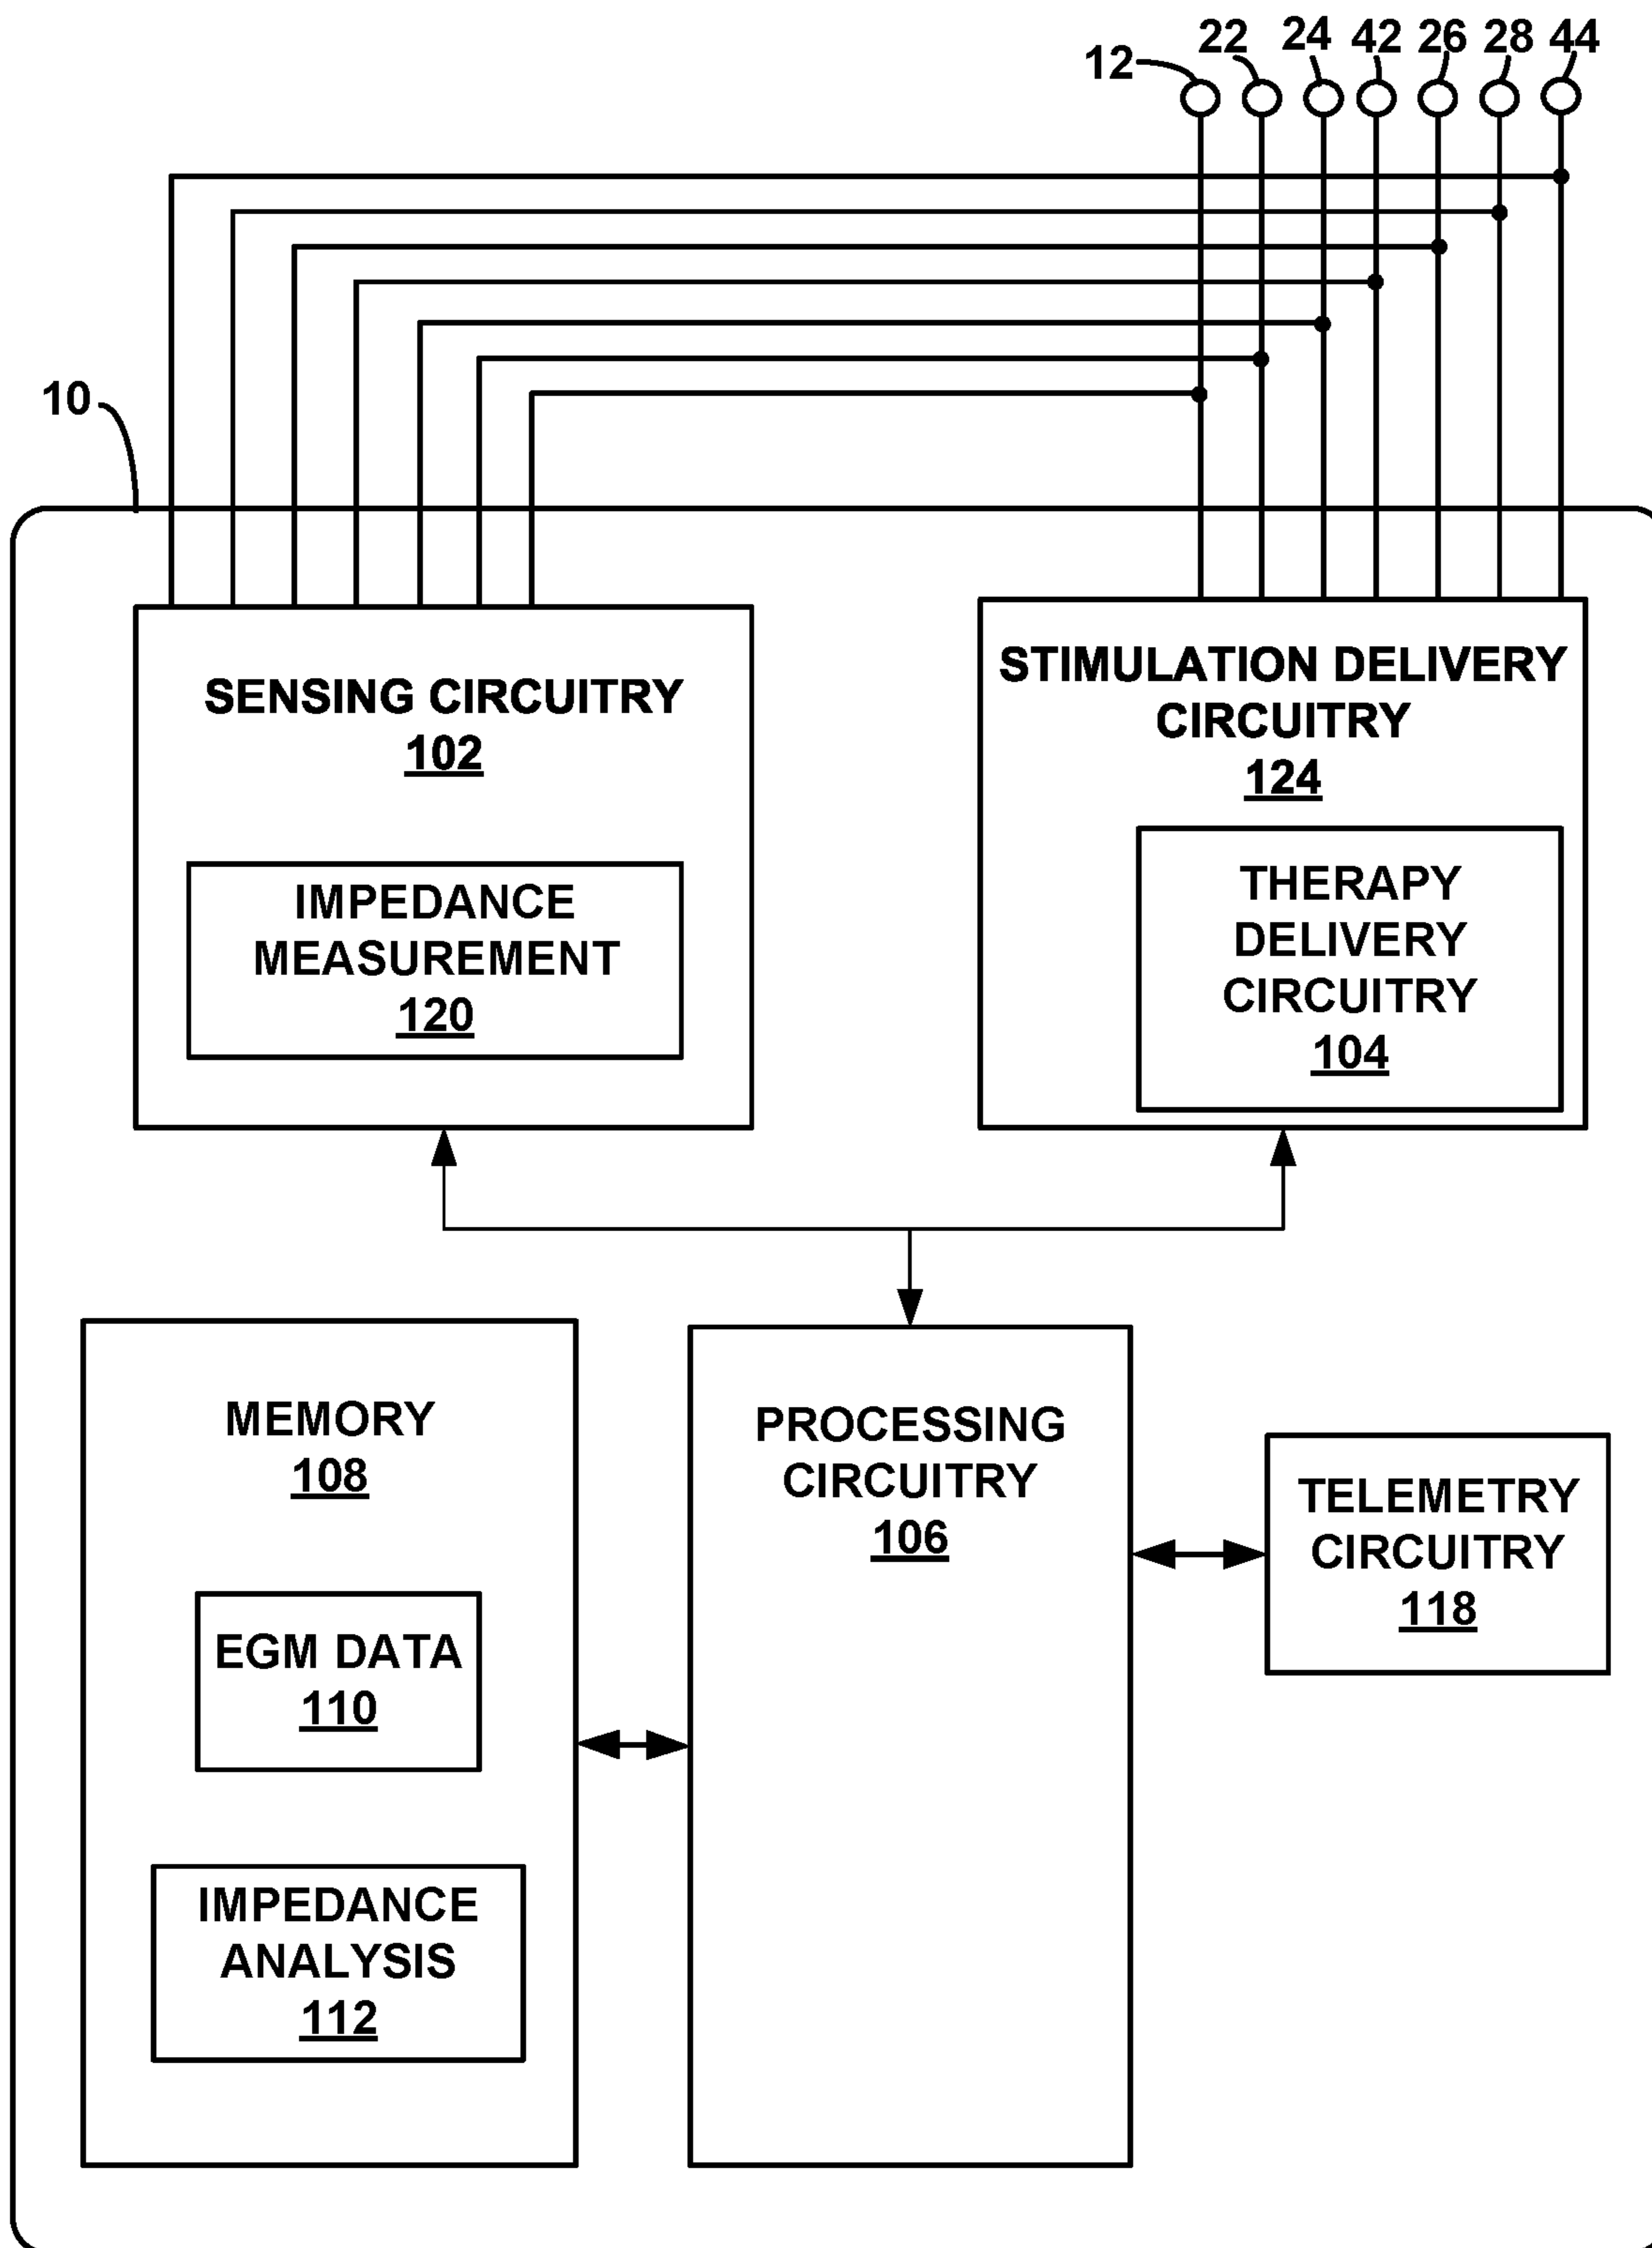 12 22 24 42 26 28 44
10
SENSING CIRCUITRY
102
IMPEDANCE
MEASUREMENT
120
STIMULATION DELIVERY
CIRCUITRY
124
THERAPY
DELIVERY
CIRCUITRY
104
MEMORY
108
EGM DATA
110
IMPEDANCE
ANALYSIS
112
PROCESSING
CIRCUITRY
106
TELEMETRY
CIRCUITRY
118